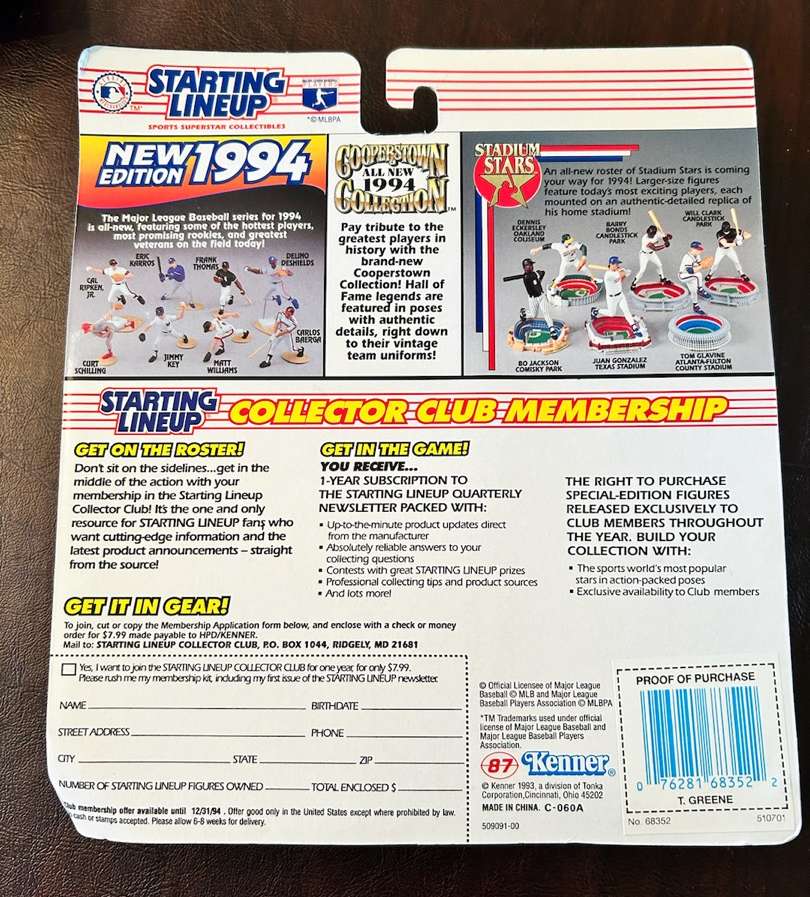 STARTING
LINEUP
TM
SPORTS SUPERSTAR COLLECTIBLES
PLAYERS
*© MLBPA
NEW
EDITION 1994
The Major League Baseball series for 1994
is all-new, featuring some of the hottest players,
most promising rookies, and greatest
veterans on the field today!
ERIC
KARROS
FRANK
THOMAS
DELINO
DESHIELDS
CAL
RIPKEN,
JR.
CURT
SCHILLING
JIMMY
KEY
MATT
WILLIAMS
CARLOS
BAERGA
COOPERSTOWN
ALL NEW
1994
COLLECTION
TM
Pay tribute to the
greatest players in
history with the
brand-new
Cooperstown
Collection! Hall of
Fame legends are
featured in poses
with authentic
details, right down
to their vintage
team uniforms!
STADIUM
STARS
An all-new roster of Stadium Stars is coming
your way for 1994! Larger-size figures
feature today's most exciting players, each
mounted on an authentic-detailed replica of
his home stadium!
DENNIS
ECKERSLEY
OAKLAND
COLISEUM
BARRY
BONDS
CANDLESTICK
PARK
WILL CLARK
CANDLESTICK
PARK
BO JACKSON
COMISKY PARK
JUAN GONZALEZ
TEXAS STADIUM
TOM GLAVINE
ATLANTA-FULTON
COUNTY STADIUM
STARTING
LINEUP COLLECTOR CLUB MEMBERSHIP
GET ON THE ROSTER!
Don't sit on the sidelines...get in the
middle of the action with your
membership in the Starting Lineup
Collector Club! It's the one and only
resource for STARTING LINEUP fans who
want cutting-edge information and the
latest product announcements – straight
from the source!
GET IN THE GAME!
YOU RECEIVE...
1-YEAR SUBSCRIPTION TO
THE STARTING LINEUP QUARTERLY
NEWSLETTER PACKED WITH:
▪ Up-to-the-minute product updates direct
from the manufacturer
▪ Absolutely reliable answers to your
collecting questions
▪ Contests with great STARTING LINEUP prizes
▪ Professional collecting tips and product sources
▪ And lots more!
THE RIGHT TO PURCHASE
SPECIAL-EDITION FIGURES
RELEASED EXCLUSIVELY TO
CLUB MEMBERS THROUGHOUT
THE YEAR. BUILD YOUR
COLLECTION WITH:
▪ The sports world's most popular
stars in action-packed poses
▪ Exclusive availability to Club members
GET IT IN GEAR!
To join, cut or copy the Membership Application form below, and enclose with a check or money
order for $7.99 made payable to HPD/KENNER.
Mail to: STARTING LINEUP COLLECTOR CLUB, P.O. BOX 1044, RIDGELY, MD 21681
Yes, I want to join the STARTING LINEUP COLLECTOR CLUB for one year, for only $7.99.
Please rush me my membership kit, including my first issue of the STARTING LINEUP newsletter.
NAME BIRTHDATE
STREET ADDRESS PHONE
CITY STATE ZIP
NUMBER OF STARTING LINEUP FIGURES OWNED TOTAL ENCLOSED $
membership offer available until 12/31/94. Offer good only in the United States except where prohibited by law.
cash or stamps accepted. Please allow 6-8 weeks for delivery.
© Official Licensee of Major League
Baseball © MLB and Major League
Baseball Players Association © MLBPA
*TM Trademarks used under official
license of Major League Baseball and
Major League Baseball Players
Association.
87 Kenner®
© Kenner 1993, a division of Tonka
Corporation, Cincinnati, Ohio 45202
MADE IN CHINA. C-060A
509091-00
PROOF OF PURCHASE
0 76281 68352 2
T. GREENE
No. 68352 510701